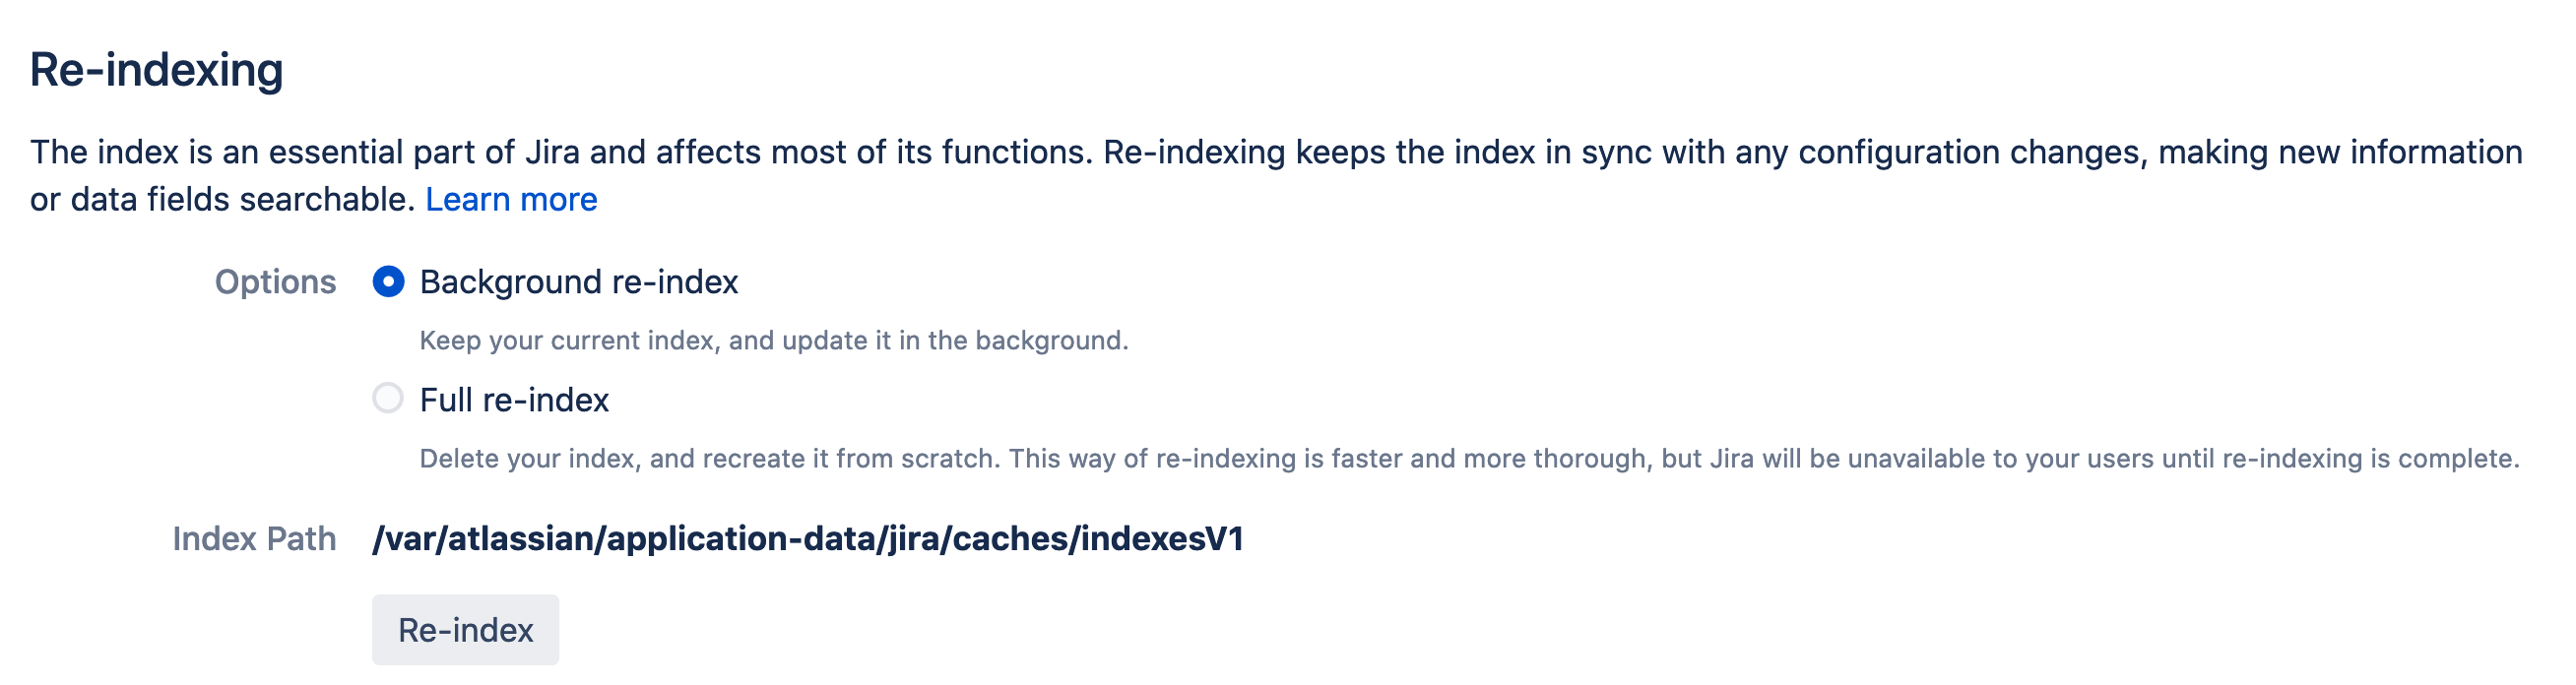 Re-indexing
The index is an essential part of Jira and affects most of its functions. Re-indexing keeps the index in sync with any configuration changes, making new information
or data fields searchable. Learn more
Options Background re-index
Keep your current index, and update it in the background.
Full re-index
Delete your index, and recreate it from scratch. This way of re-indexing is faster and more thorough, but Jira will be unavailable to your users until re-indexing is complete.
Index Path /var/atlassian/application-data/jira/caches/indexesV1
Re-index